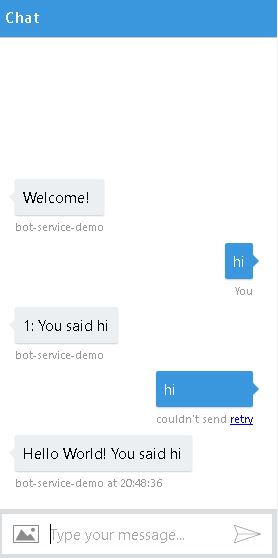 Chat
Welcome!
bot-service-demo
hi
You
1: You said hi
bot-service-demo
hi
couldn't send retry
Hello World! You said hi
bot-service-demo at 20:48:36
Type your message...